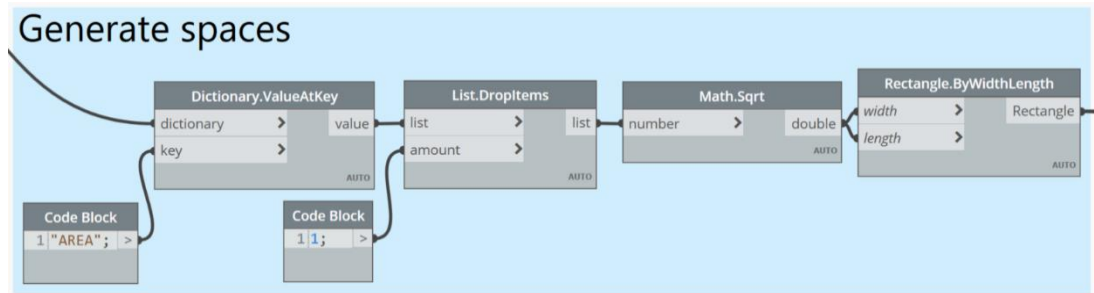 Generate spaces
Dictionary.ValueAtKey
dictionary > value
key >
AUTO
List.DropItems
list > list
amount >
AUTO
Math.Sqrt
number > double
AUTO
Rectangle.ByWidthLength
width > Rectangle
length >
AUTO
Code Block
1 "AREA"; >
Code Block
1 1; >